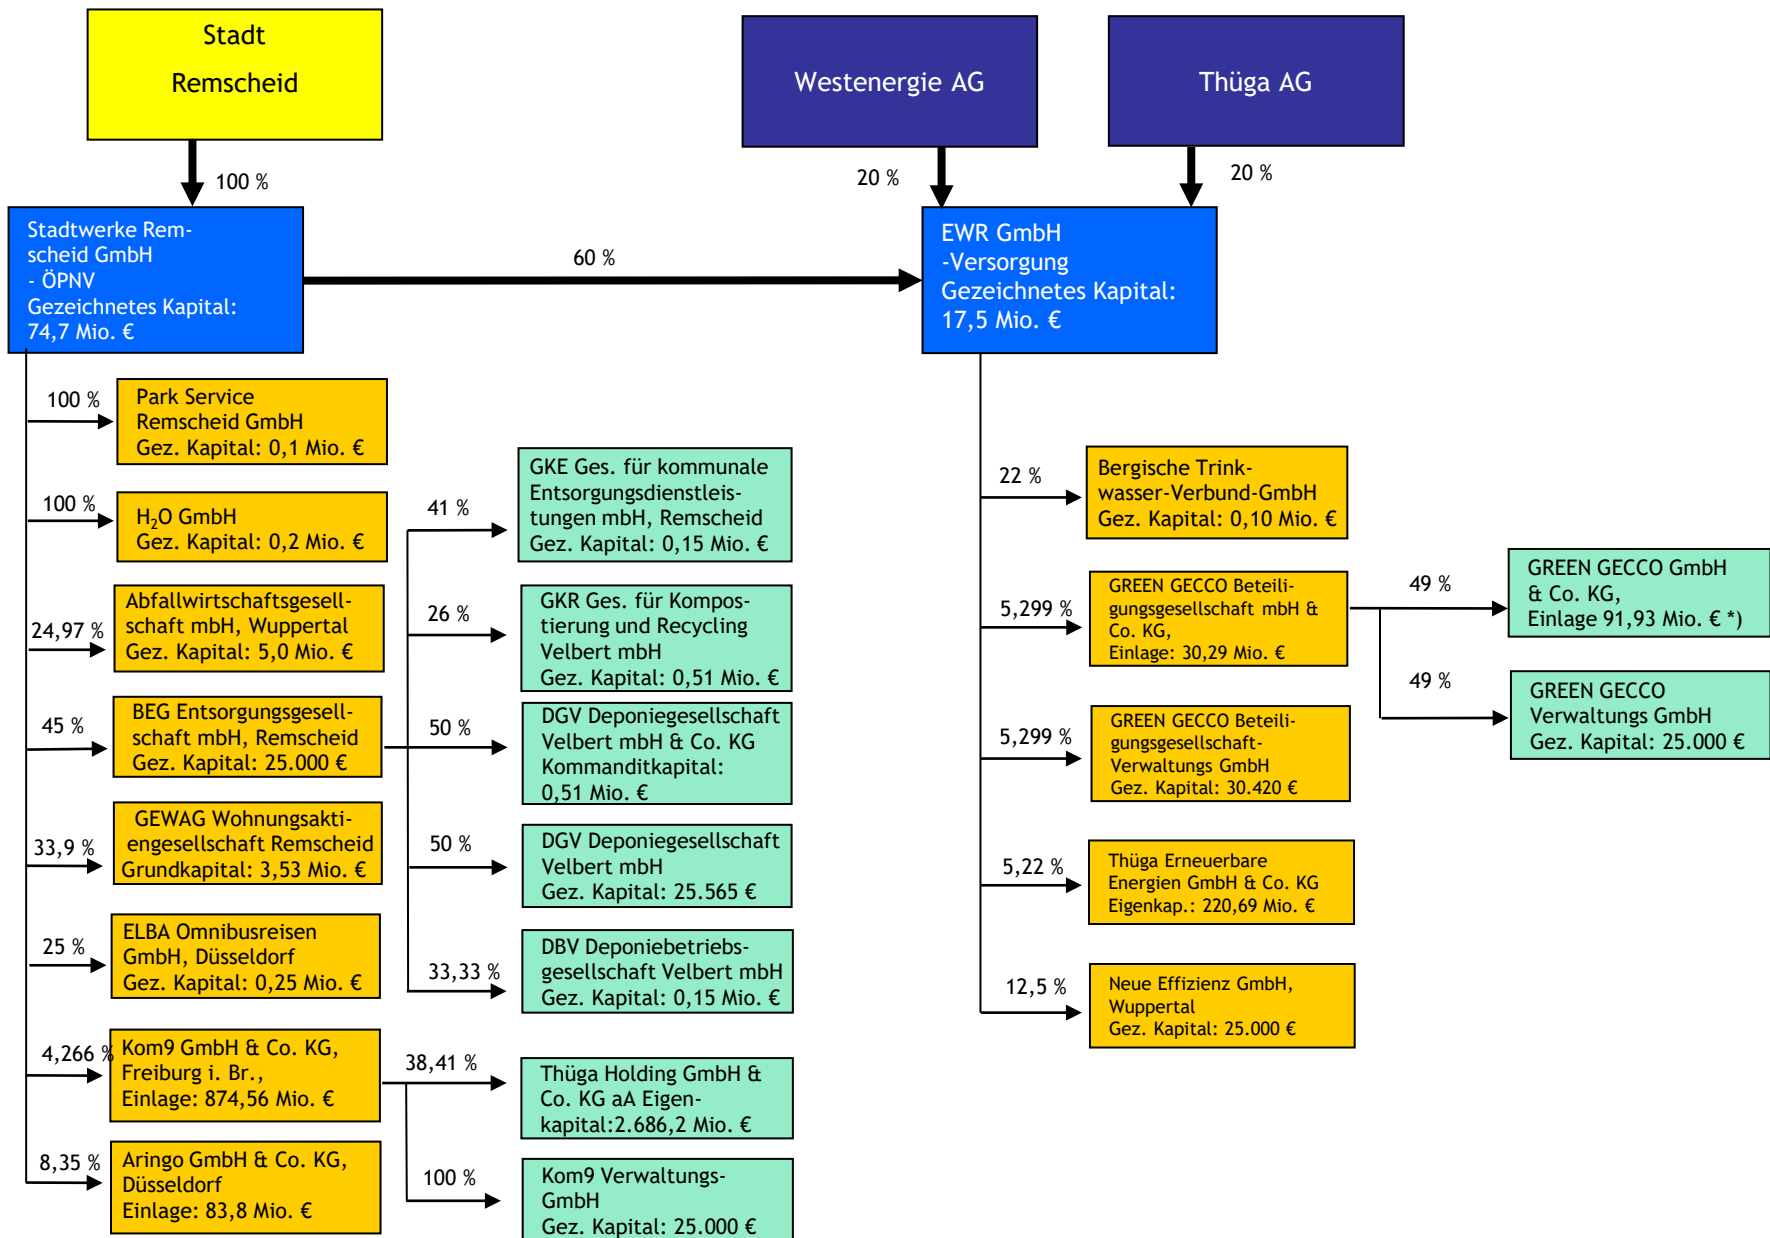 Stadt
Remscheid
Westenergie AG
Thüga AG
100 %
20 %
20 %
Stadtwerke Rem-
scheid GmbH
- ÖPNV
Gezeichnetes Kapital:
74,7 Mio. €
60 %
EWR GmbH
-Versorgung
Gezeichnetes Kapital:
17,5 Mio. €
100 %
Park Service
Remscheid GmbH
Gez. Kapital: 0,1 Mio. €
100 %
H₂O GmbH
Gez. Kapital: 0,2 Mio. €
24,97 %
Abfallwirtschaftsgesell-
schaft mbH, Wuppertal
Gez. Kapital: 5,0 Mio. €
45 %
BEG Entsorgungsgesell-
schaft mbH, Remscheid
Gez. Kapital: 25.000 €
33,9 %
GEWAG Wohnungsakti-
engesellschaft Remscheid
Grundkapital: 3,53 Mio. €
25 %
ELBA Omnibusreisen
GmbH, Düsseldorf
Gez. Kapital: 0,25 Mio. €
4,266 %
Kom9 GmbH & Co. KG,
Freiburg i. Br.,
Einlage: 874,56 Mio. €
8,35 %
Aringo GmbH & Co. KG,
Düsseldorf
Einlage: 83,8 Mio. €
41 %
GKE Ges. für kommunale
Entsorgungsdienstleis-
tungen mbH, Remscheid
Gez. Kapital: 0,15 Mio. €
26 %
GKR Ges. für Kompos-
tierung und Recycling
Velbert mbH
Gez. Kapital: 0,51 Mio. €
50 %
DGV Deponiegesellschaft
Velbert mbH & Co. KG
Kommanditkapital:
0,51 Mio. €
50 %
DGV Deponiegesellschaft
Velbert mbH
Gez. Kapital: 25.565 €
33,33 %
DBV Deponiebetriebs-
gesellschaft Velbert mbH
Gez. Kapital: 0,15 Mio. €
38,41 %
Thüga Holding GmbH &
Co. KG aA Eigen-
kapital:2.686,2 Mio. €
100 %
Kom9 Verwaltungs-
GmbH
Gez. Kapital: 25.000 €
22 %
Bergische Trink-
wasser-Verbund-GmbH
Gez. Kapital: 0,10 Mio. €
5,299 %
GREEN GECCO Beteili-
gungsgesellschaft mbH &
Co. KG,
Einlage: 30,29 Mio. €
5,299 %
GREEN GECCO Beteili-
gungsgesellschaft-
Verwaltungs GmbH
Gez. Kapital: 30.420 €
5,22 %
Thüga Erneuerbare
Energien GmbH & Co. KG
Eigenkap.: 220,69 Mio. €
12,5 %
Neue Effizienz GmbH,
Wuppertal
Gez. Kapital: 25.000 €
49 %
GREEN GECCO GmbH
& Co. KG,
Einlage 91,93 Mio. € *)
49 %
GREEN GECCO
Verwaltungs GmbH
Gez. Kapital: 25.000 €